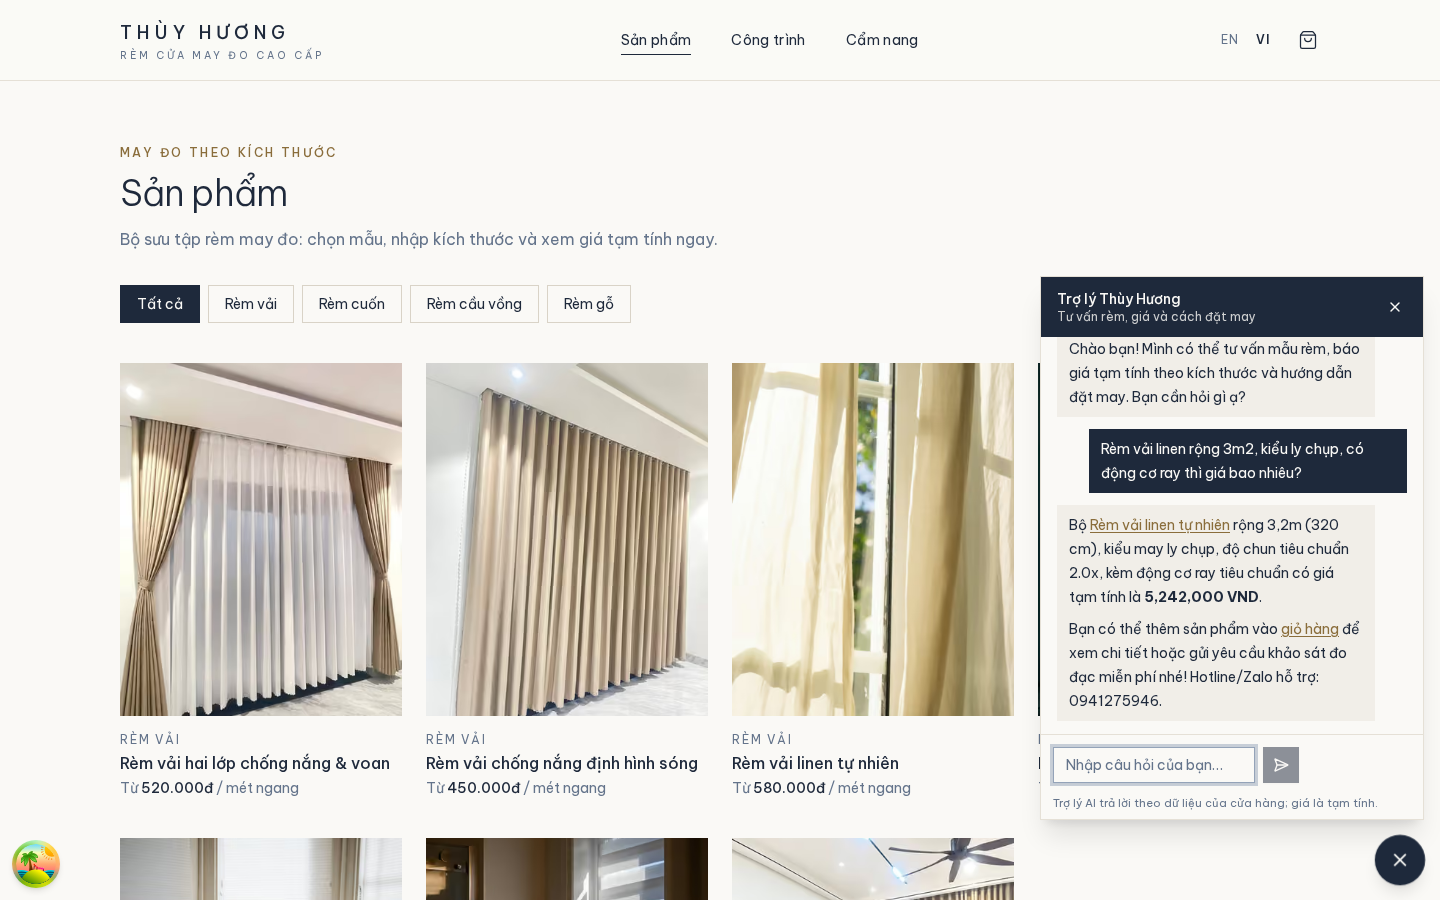 THÙY HƯƠNG
RÈM CỬA MAY ĐO CAO CẤP
Sản phẩm
Công trình
Cẩm nang
EN
VI
MAY ĐO THEO KÍCH THƯỚC
Sản phẩm
Bộ sưu tập rèm may đo: chọn mẫu, nhập kích thước và xem giá tạm tính ngay.
Tất cả
Rèm vải
Rèm cuốn
Rèm cầu vồng
Rèm gỗ
RÈM VẢI
Rèm vải hai lớp chống nắng & voan
Từ 520.000đ / mét ngang
RÈM VẢI
Rèm vải chống nắng định hình sóng
Từ 450.000đ / mét ngang
RÈM VẢI
Rèm vải linen tự nhiên
Từ 580.000đ / mét ngang
Trợ lý Thùy Hương
Tư vấn rèm, giá và cách đặt may
Chào bạn! Mình có thể tư vấn mẫu rèm, báo
giá tạm tính theo kích thước và hướng dẫn
đặt may. Bạn cần hỏi gì ạ?
Rèm vải linen rộng 3m2, kiểu ly chụp, có
động cơ ray thì giá bao nhiêu?
Bộ Rèm vải linen tự nhiên rộng 3,2m (320
cm), kiểu may ly chụp, độ chun tiêu chuẩn
2.0x, kèm động cơ ray tiêu chuẩn có giá
tạm tính là 5,242,000 VND.
Bạn có thể thêm sản phẩm vào giỏ hàng để
xem chi tiết hoặc gửi yêu cầu khảo sát đo
đạc miễn phí nhé! Hotline/Zalo hỗ trợ:
0941275946.
Nhập câu hỏi của bạn...
Trợ lý AI trả lời theo dữ liệu của cửa hàng; giá là tạm tính.